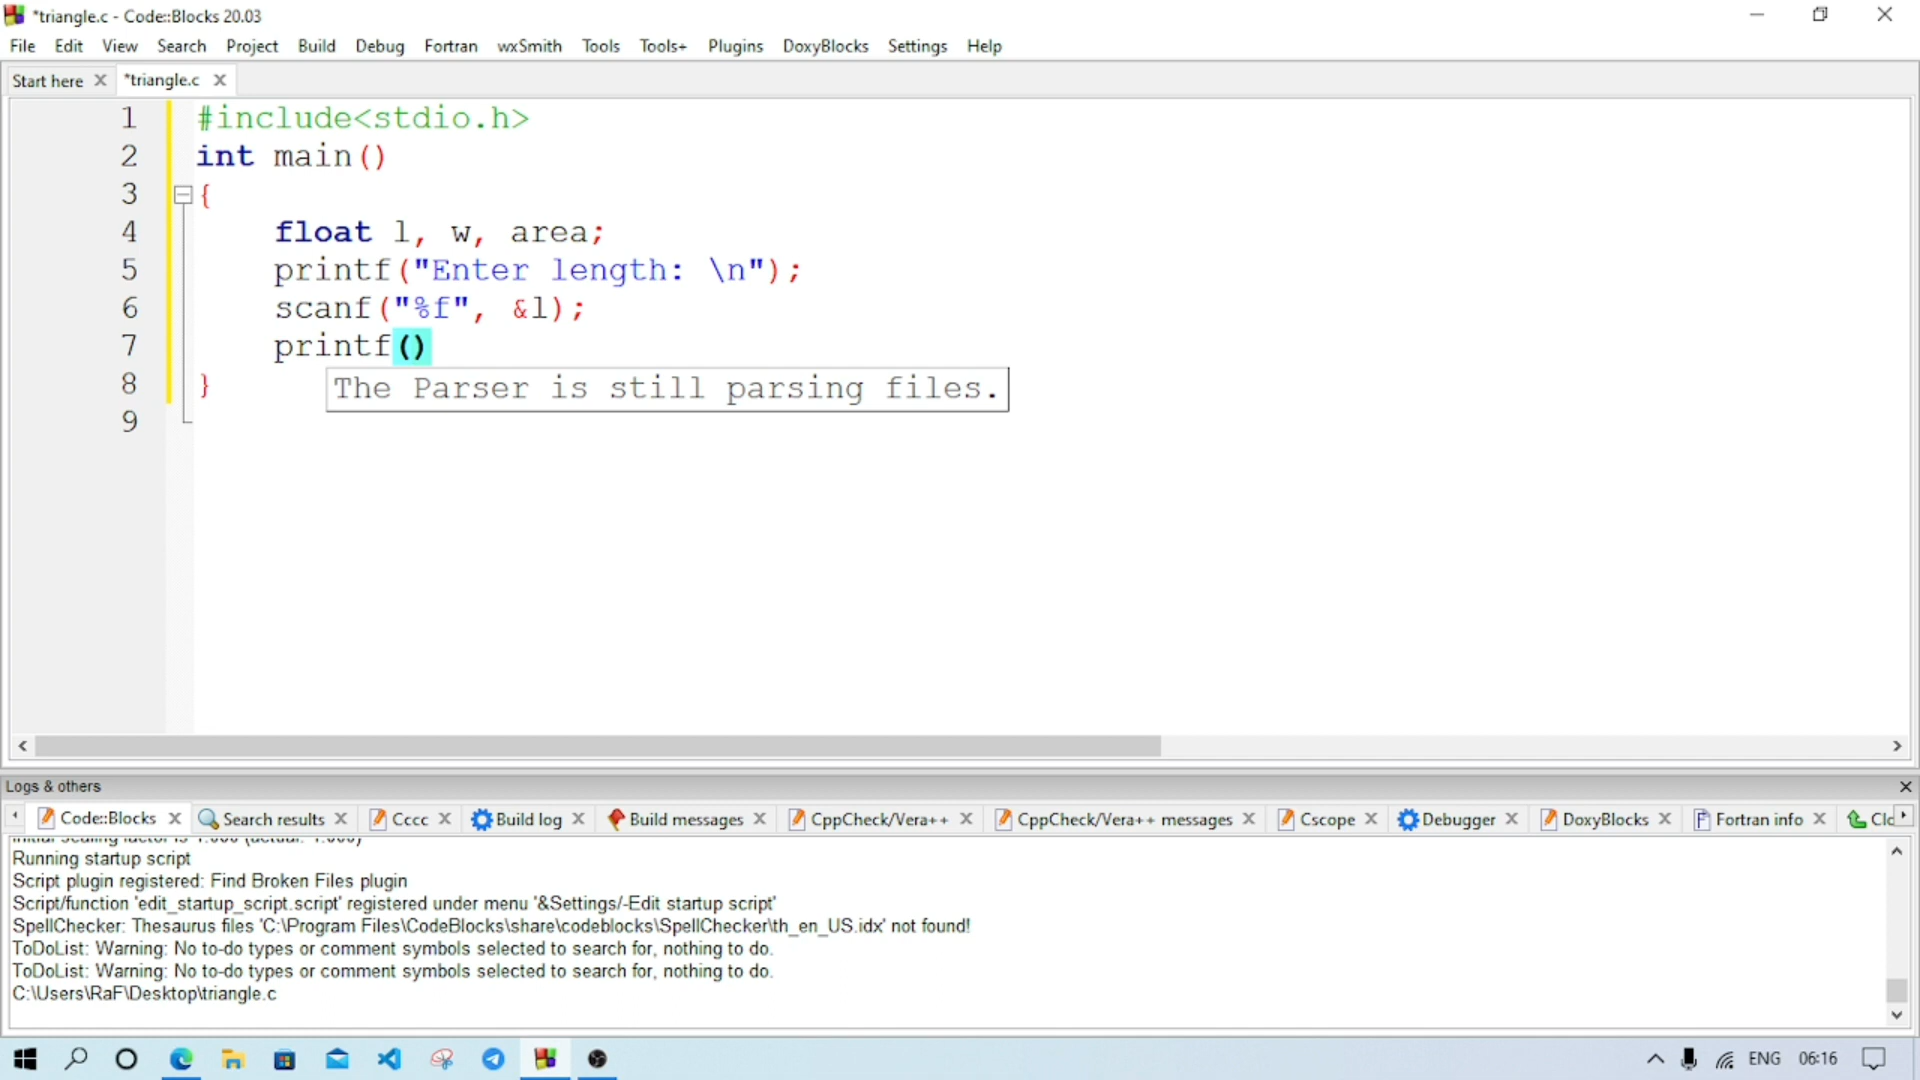 *triangle.c - Code::Blocks 20.03
File Edit View Search Project Build Debug Fortran wxSmith Tools Tools+ Plugins DoxyBlocks Settings Help
Start here *triangle.c
1 #include<stdio.h>
2 int main()
3 {
4 float l, w, area;
5 printf("Enter length: \n");
6 scanf("%f", &l);
7 printf()
8 }
The Parser is still parsing files.
9
Logs & others
Code::Blocks Search results Cccc Build log Build messages CppCheck/Vera++ CppCheck/Vera++ messages Cscope Debugger DoxyBlocks Fortran info Clo
Running startup script
Script plugin registered: Find Broken Files plugin
Script/function 'edit_startup_script.script' registered under menu '&Settings/-Edit startup script'
SpellChecker: Thesaurus files 'C:\Program Files\CodeBlocks\share\codeblocks\SpellChecker\th_en_US.idx' not found!
ToDoList: Warning: No to-do types or comment symbols selected to search for, nothing to do.
ToDoList: Warning: No to-do types or comment symbols selected to search for, nothing to do.
C:\Users\RaF\Desktop\triangle.c
ENG 06:16